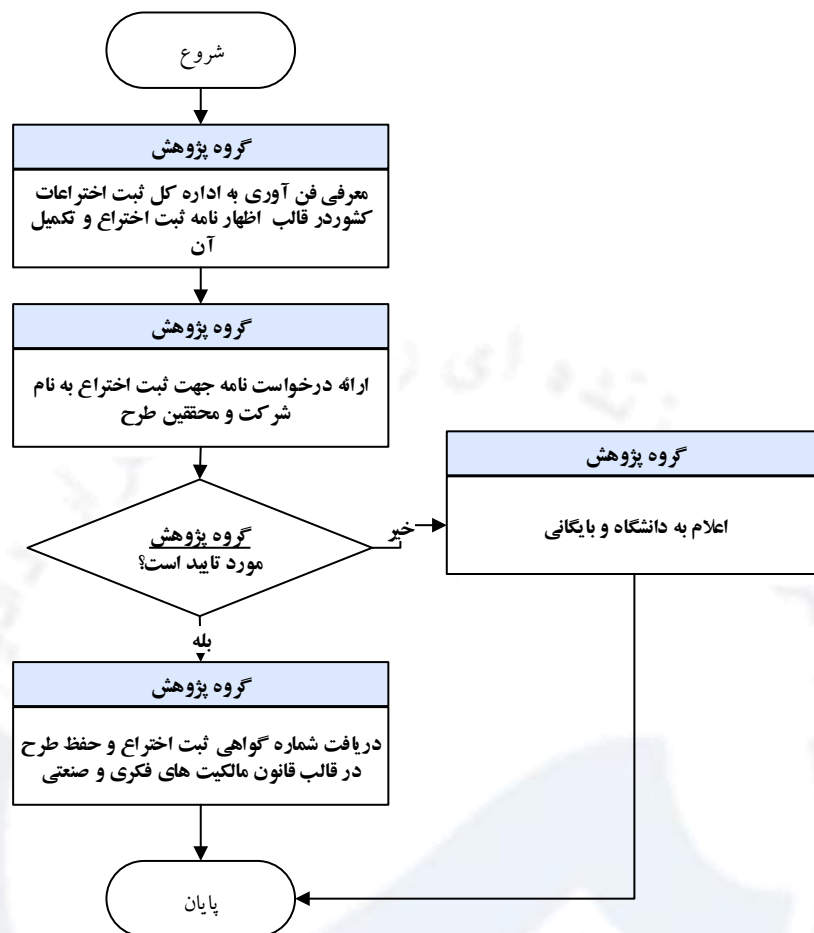 شروع
گروه پژوهش
معرفی فن آوری به اداره کل ثبت اختراعات
کشوردر قالب اظهار نامه ثبت اختراع و تکمیل
آن
گروه پژوهش
ارائه درخواست نامه جهت ثبت اختراع به نام
شرکت و محققین طرح
گروه پژوهش
مورد تایید است؟
خیر
گروه پژوهش
اعلام به دانشگاه و بایگانی
بله
گروه پژوهش
دریافت شماره گواهی ثبت اختراع و حفظ طرح
در قالب قانون مالکیت های فکری و صنعتی
پایان